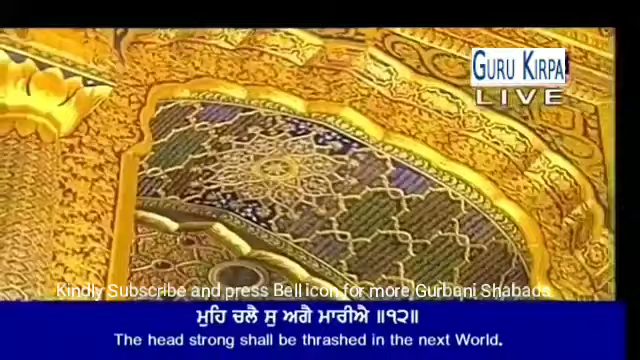 GURU KIRPA
LIVE
Kindly Subscribe and press Bell icon for more Gurbani Shabads
ਮੁਹਿ ਚਲੈ ਸੁ ਅਗੈ ਮਾਰੀਐ ॥੧੨॥
The head strong shall be thrashed in the next World.